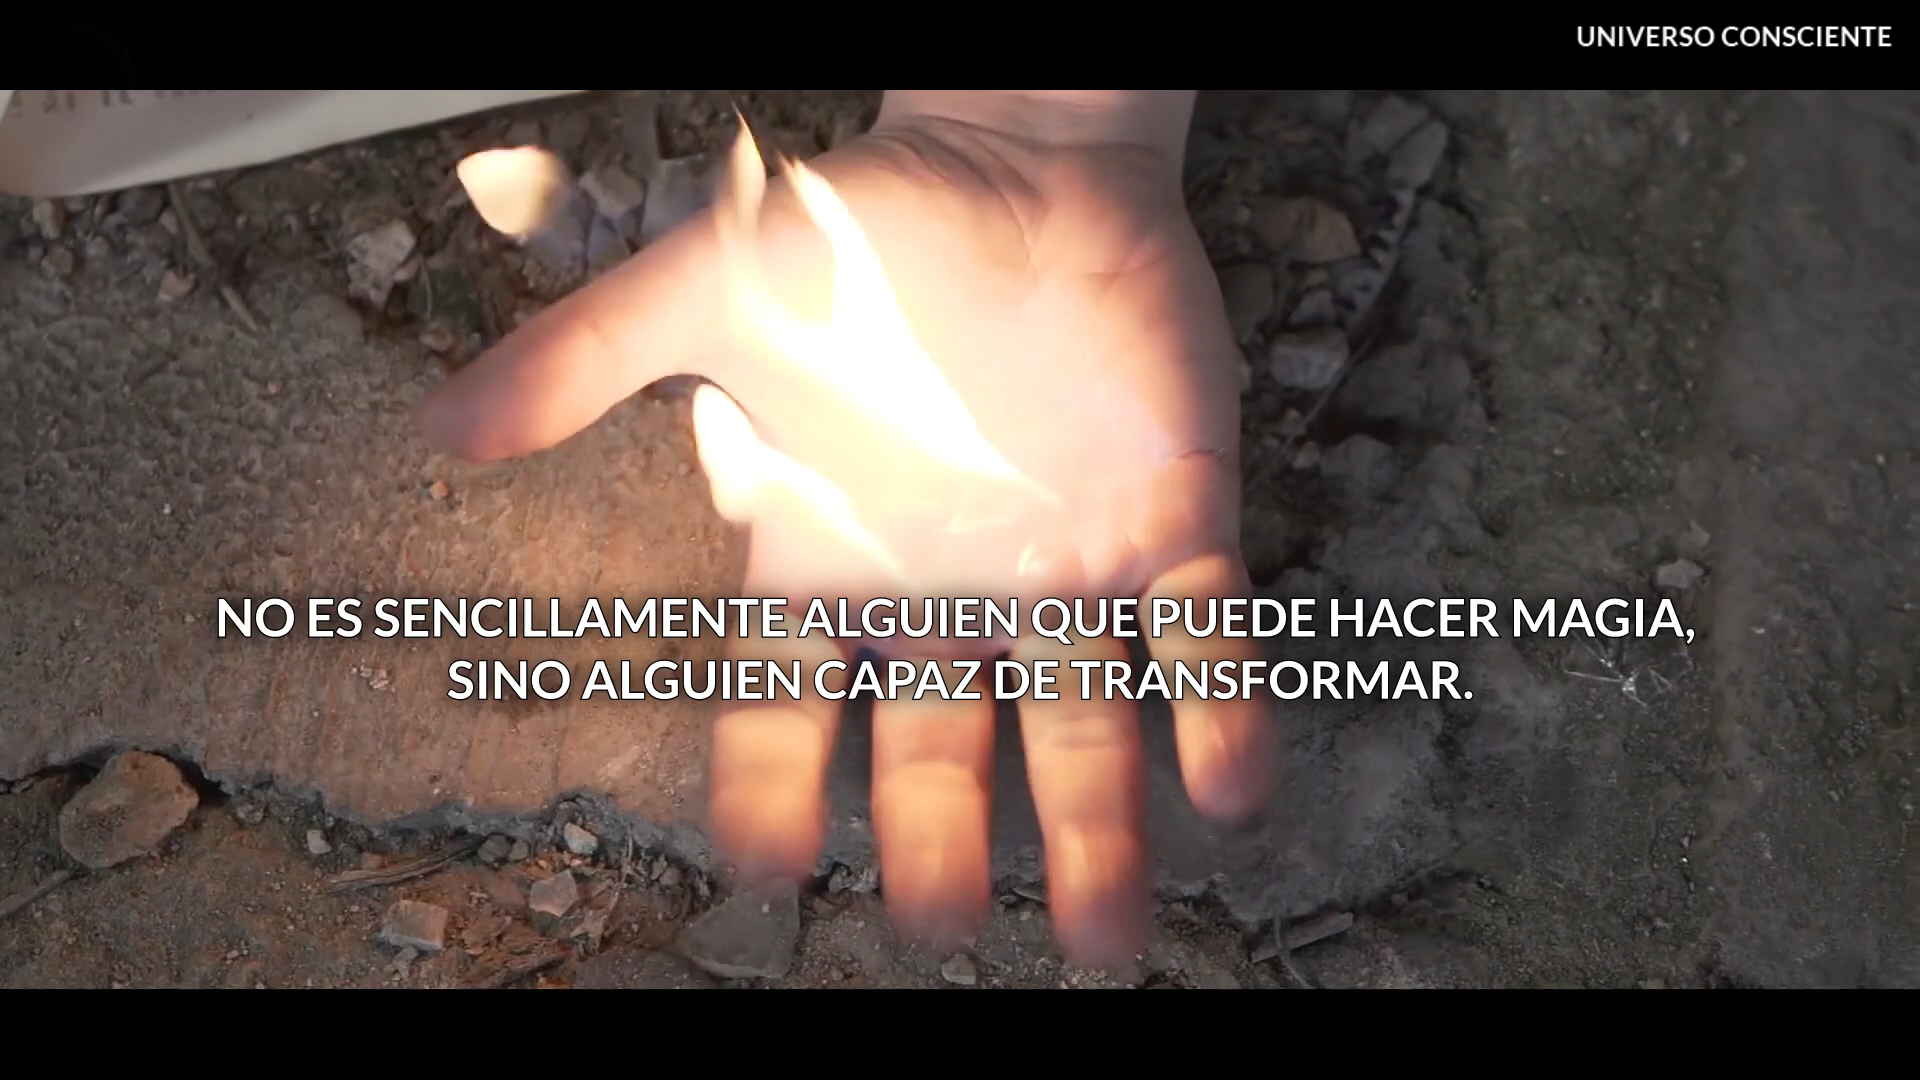 UNIVERSO CONSCIENTE
NO ES SENCILLAMENTE ALGUIEN QUE PUEDE HACER MAGIA,
SINO ALGUIEN CAPAZ DE TRANSFORMAR.